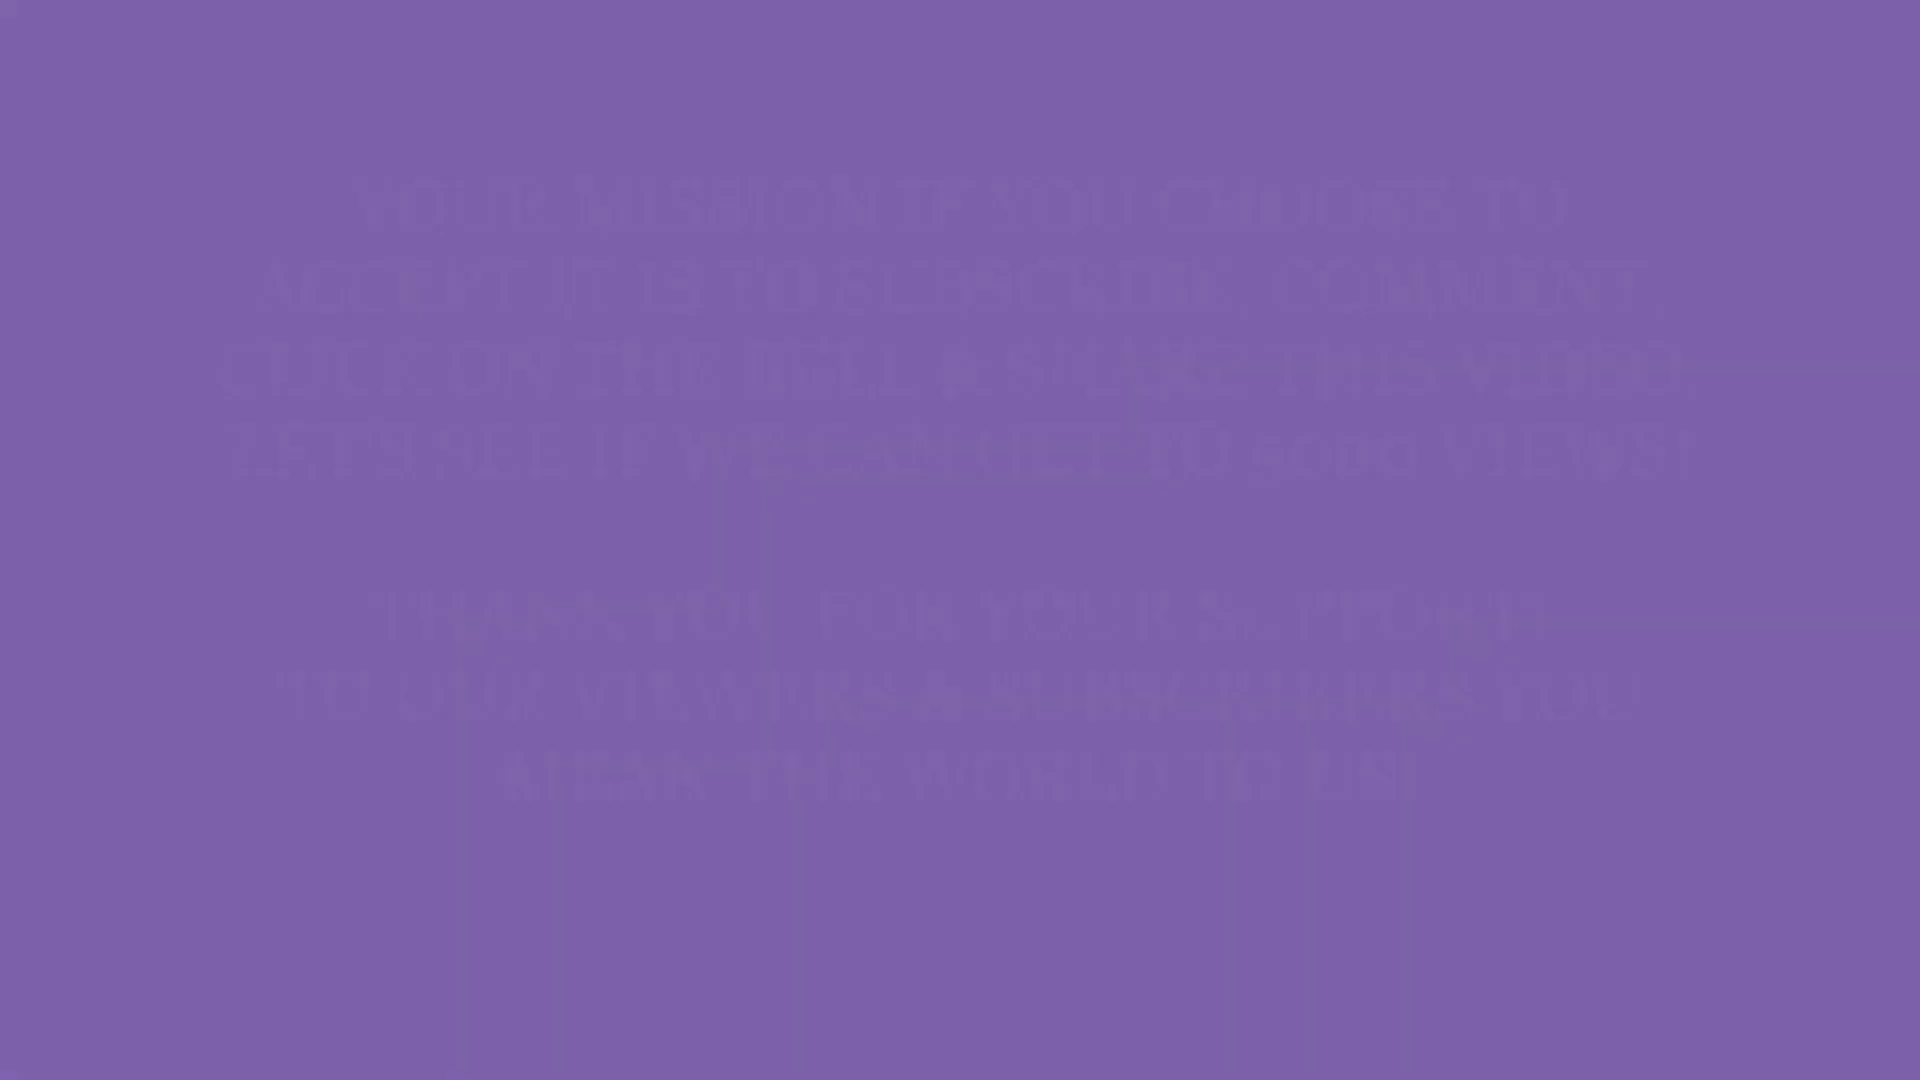 YOUR MISSION IF YOU CHOOSE TO
ACCEPT IT IS TO SUBSCRIBE, COMMENT,
CLICK ON THE BELL & SHARE THIS VIDEO,
LET'S SEE IF WE CAN GET TO 5000 VIEWS!
THANK YOU FOR YOUR SUPPORT!
TO OUR VIEWERS & SUBSCRIBERS YOU
MEAN THE WORLD TO US!